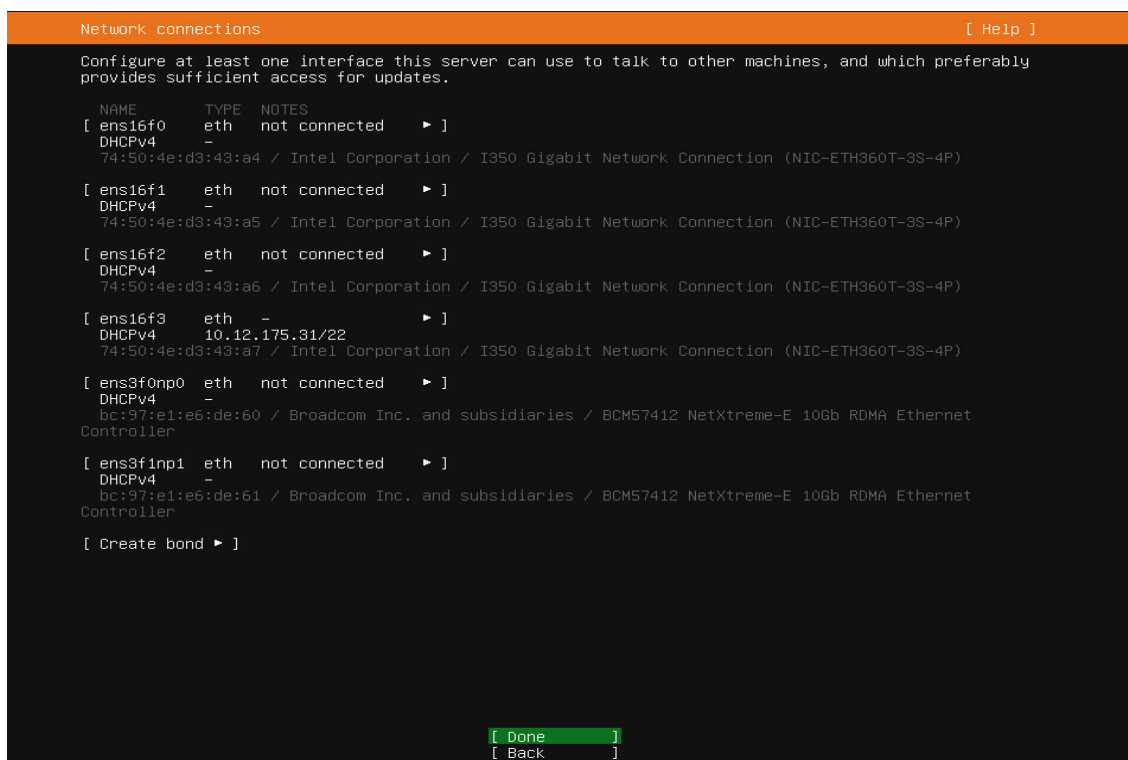 Network connections [ Help ]
Configure at least one interface this server can use to talk to other machines, and which preferably
provides sufficient access for updates.
NAME TYPE NOTES
[ ens16f0 eth not connected ▸ ]
DHCPv4 –
74:50:4e:d3:43:a4 / Intel Corporation / I350 Gigabit Network Connection (NIC-ETH360T-3S-4P)
[ ens16f1 eth not connected ▸ ]
DHCPv4 –
74:50:4e:d3:43:a5 / Intel Corporation / I350 Gigabit Network Connection (NIC-ETH360T-3S-4P)
[ ens16f2 eth not connected ▸ ]
DHCPv4 –
74:50:4e:d3:43:a6 / Intel Corporation / I350 Gigabit Network Connection (NIC-ETH360T-3S-4P)
[ ens16f3 eth – ▸ ]
DHCPv4 10.12.175.31/22
74:50:4e:d3:43:a7 / Intel Corporation / I350 Gigabit Network Connection (NIC-ETH360T-3S-4P)
[ ens3f0np0 eth not connected ▸ ]
DHCPv4 –
bc:97:e1:e6:de:60 / Broadcom Inc. and subsidiaries / BCM57412 NetXtreme-E 10Gb RDMA Ethernet
Controller
[ ens3f1np1 eth not connected ▸ ]
DHCPv4 –
bc:97:e1:e6:de:61 / Broadcom Inc. and subsidiaries / BCM57412 NetXtreme-E 10Gb RDMA Ethernet
Controller
[ Create bond ▸ ]
[ Done ]
[ Back ]